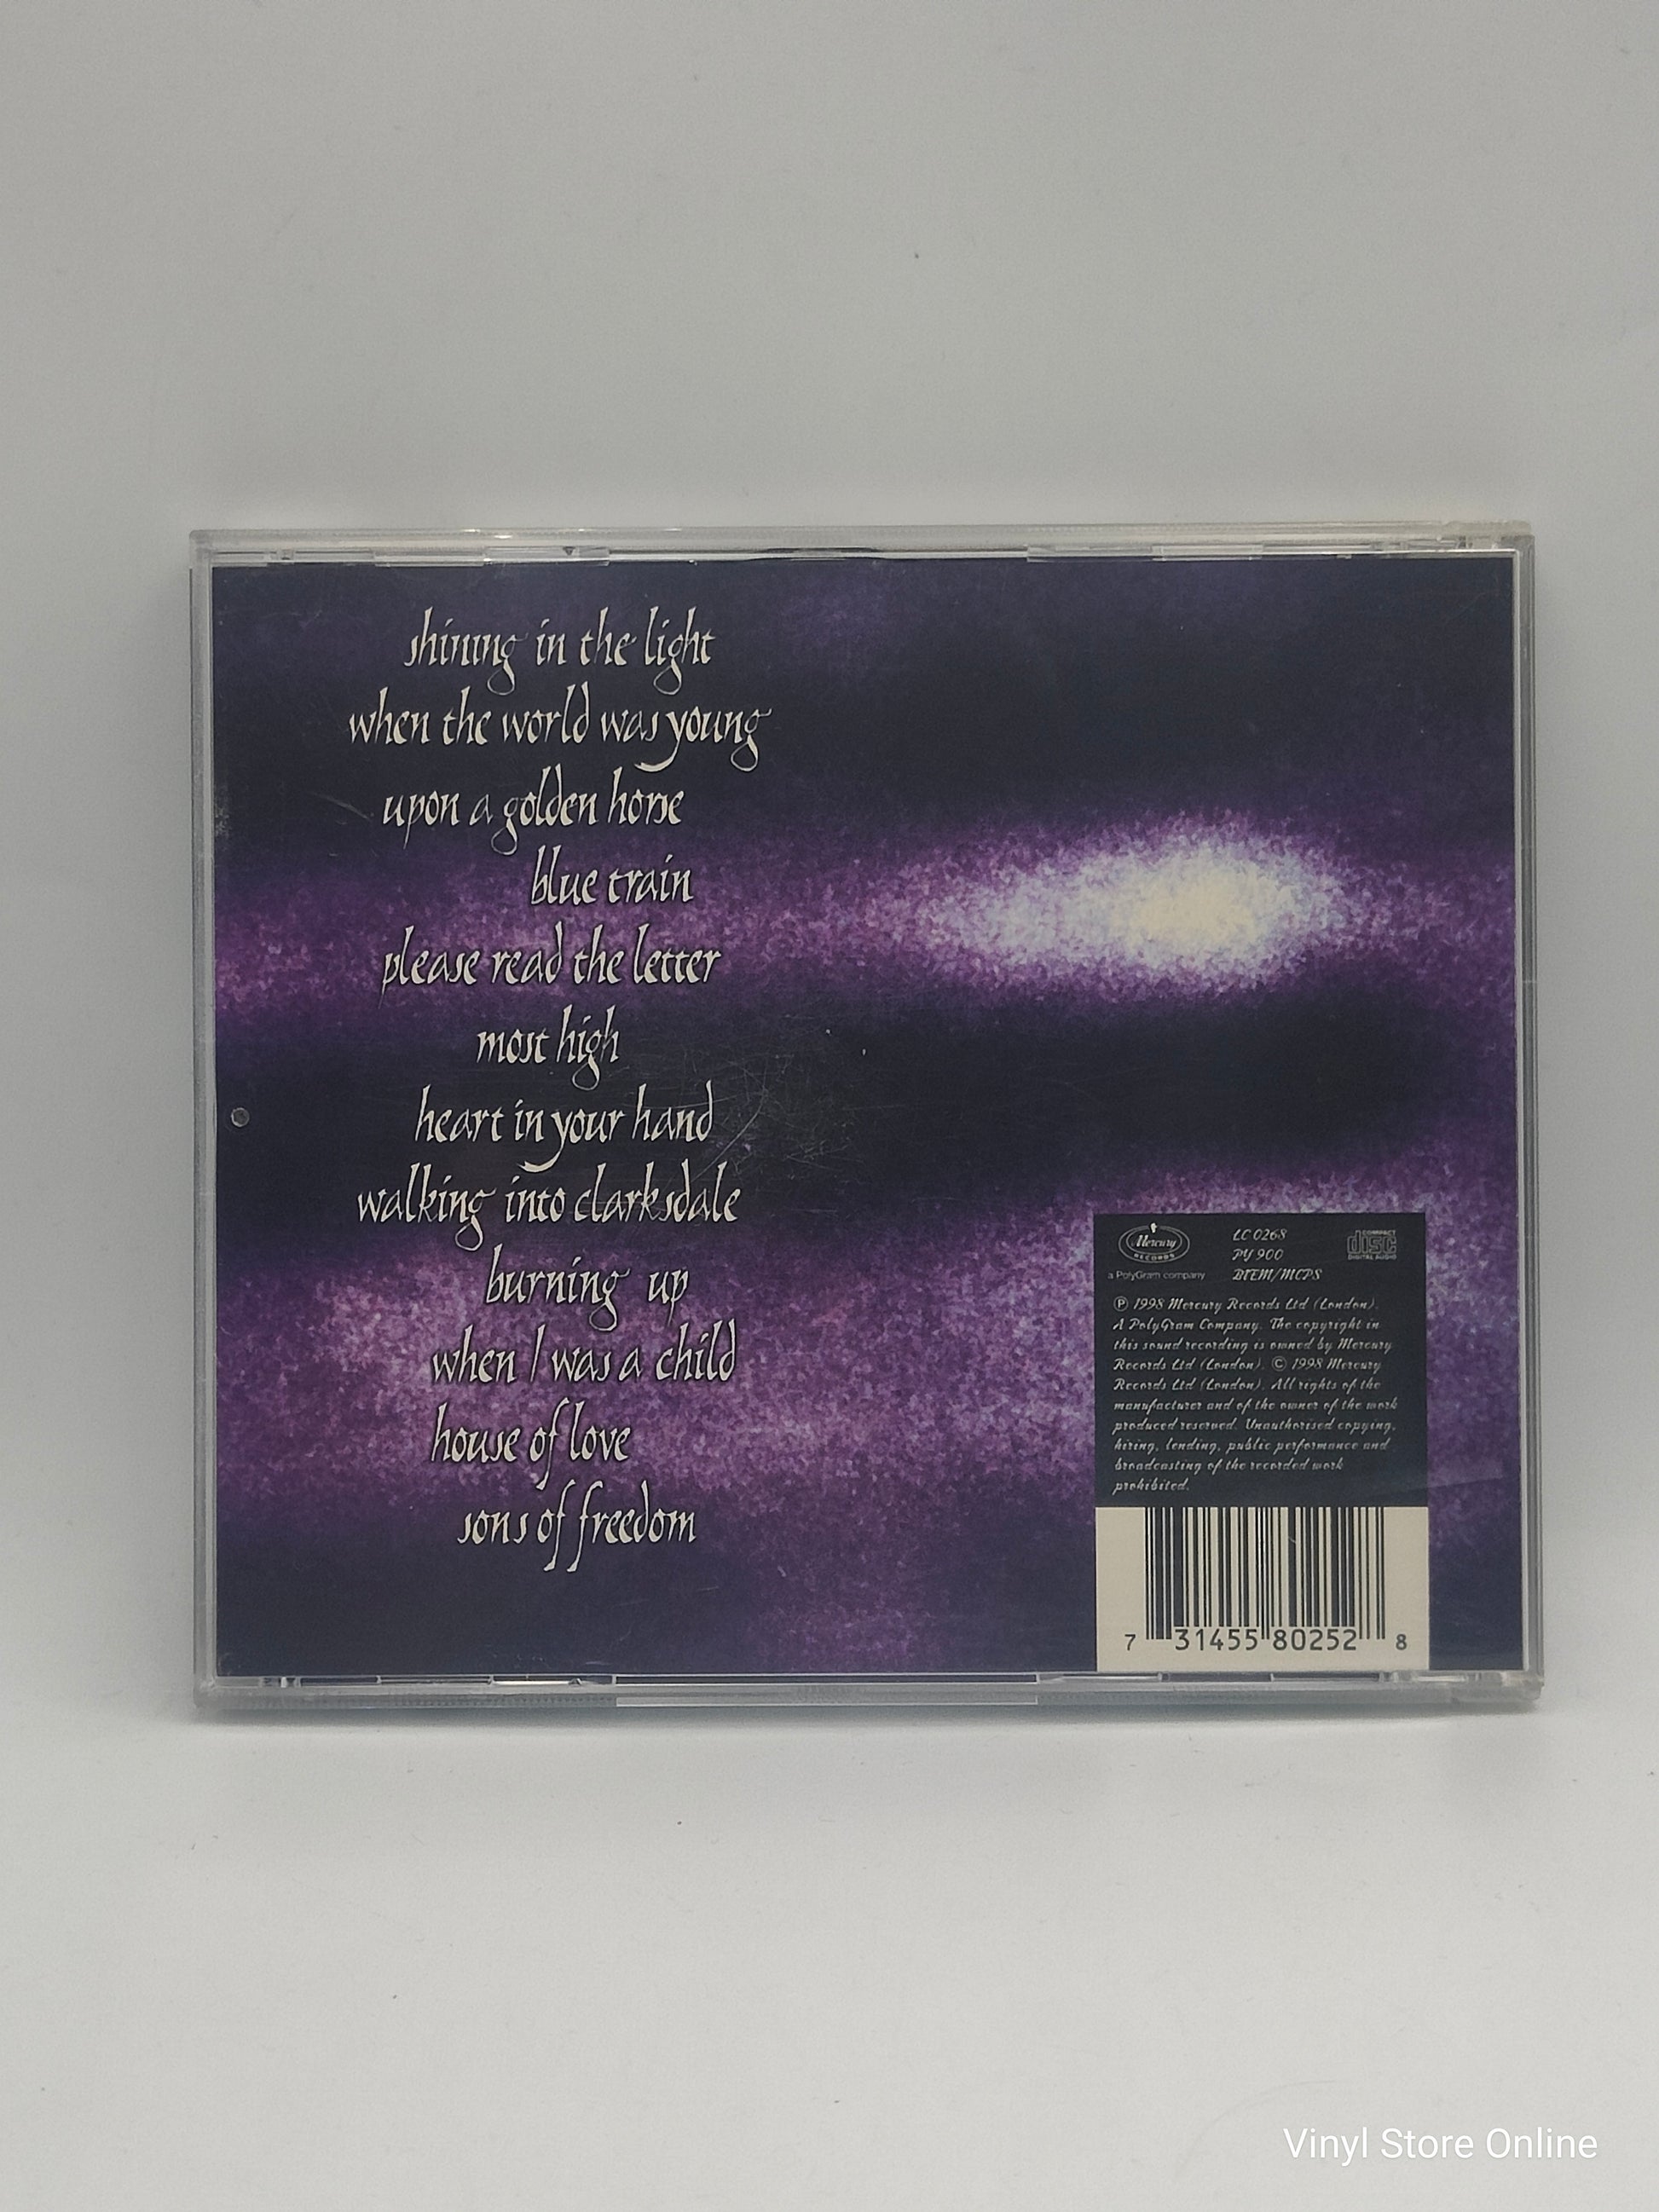 shining in the light
when the world was young
upon a golden horse
blue train
please read the letter
most high
heart in your hand
walking into clarksdale
burning up
when I was a child
house of love
sons of freedom
Mercury
RECORDS
a PolyGram company
LC 0268
PY 900
BIEM/MCPS
COMPACT
disc
DIGITAL AUDIO
℗ 1998 Mercury Records Ltd (London).
A PolyGram Company. The copyright in
this sound recording is owned by Mercury
Records Ltd (London). © 1998 Mercury
Records Ltd (London). All rights of the
manufacturer and of the owner of the work
produced reserved. Unauthorised copying,
hiring, lending, public performance and
broadcasting of the recorded work
prohibited.
7 31455 80252 8
Vinyl Store Online